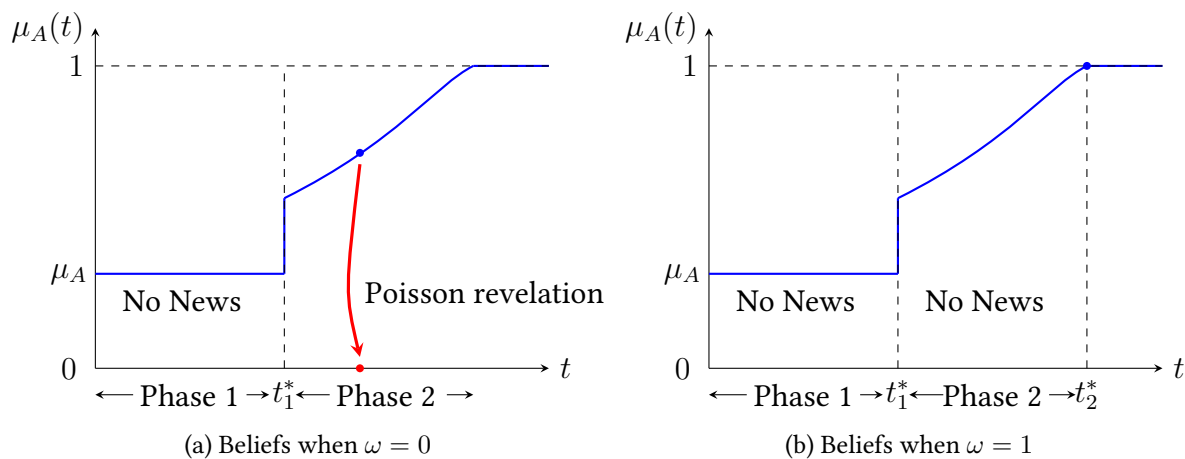 μ_A(t)
1
μ_A
No News
Poisson revelation
0
t
← Phase 1 → t₁* ← Phase 2 →
(a) Beliefs when ω = 0
μ_A(t)
1
μ_A
No News
No News
0
t
← Phase 1 → t₁* ← Phase 2 → t₂*
(b) Beliefs when ω = 1